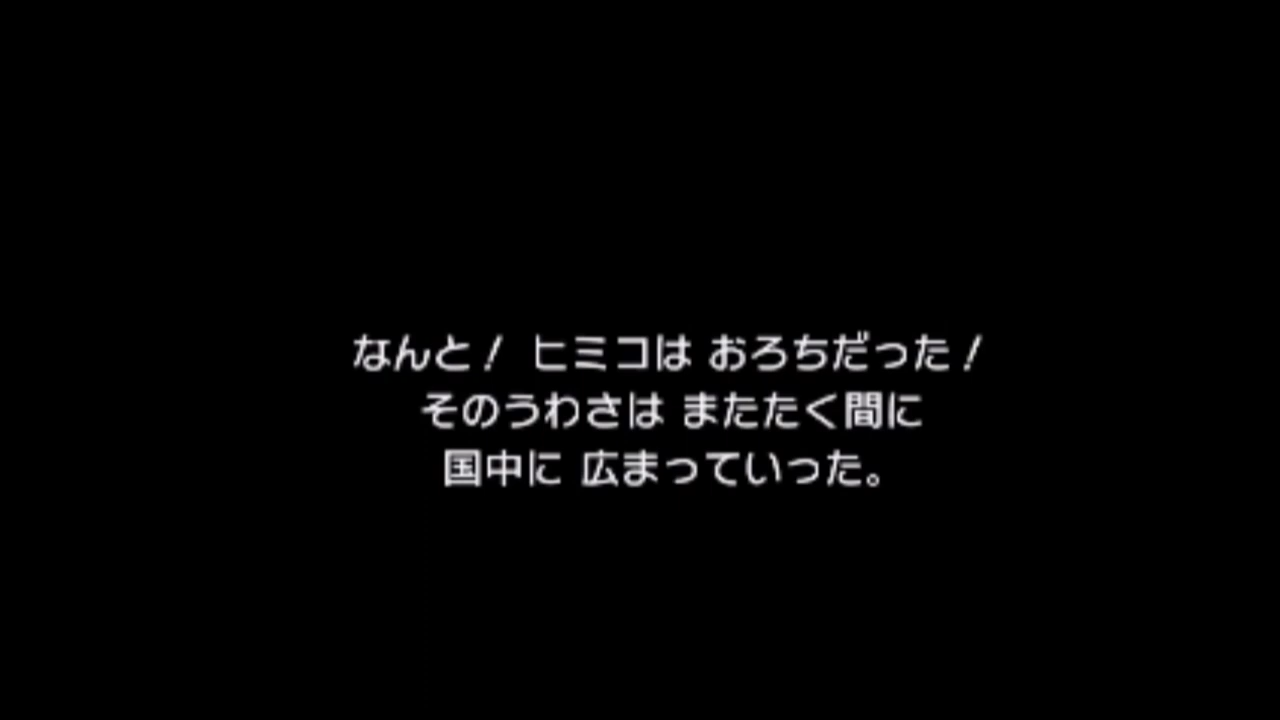 なんと！ ヒミコは おろちだった！
そのうわさは またたく間に
国中に 広まっていった。